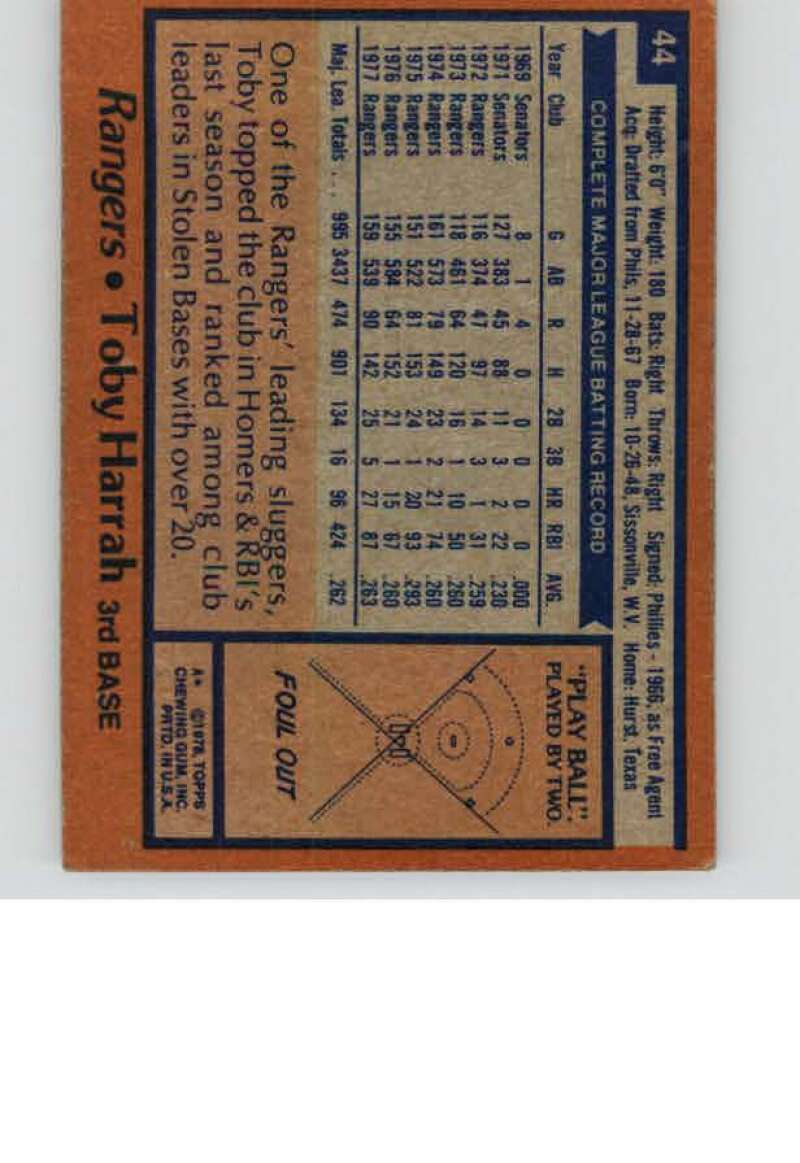 44
Height: 6'0" Weight: 180 Bats: Right Throws: Right Signed: Phillies - 1966, as Free Agent
Acq: Drafted from Phils, 11-28-67 Born: 10-26-48, Sissonville, W.V. Home: Hurst, Texas
COMPLETE MAJOR LEAGUE BATTING RECORD
Year Club G AB R H 2B 3B HR RBI AVG.
1969 Senators 8 1 4 0 0 0 0 0 .000
1971 Senators 127 383 45 88 11 3 2 22 .230
1972 Rangers 116 374 47 97 14 3 1 31 .259
1973 Rangers 118 461 64 120 16 1 10 50 .260
1974 Rangers 161 573 79 149 23 2 21 74 .260
1975 Rangers 151 522 81 153 24 1 20 93 .293
1976 Rangers 155 584 64 152 21 1 15 67 .260
1977 Rangers 159 539 90 142 25 5 27 87 .263
Maj. Lea. Totals . . . 995 3437 474 901 134 16 96 424 .262
One of the Rangers' leading sluggers,
Toby topped the club in Homers & RBI's
last season and ranked among club
leaders in Stolen Bases with over 20.
"PLAY BALL":
PLAYED BY TWO.
FOUL OUT
A* ©1978 TOPPS
CHEWING GUM, INC.
PRTD. IN U.S.A.
Rangers • Toby Harrah 3rd BASE